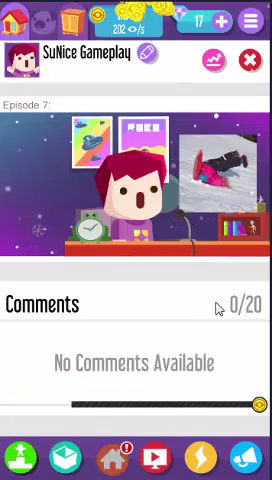 202 /s
17
SuNice Gameplay
Episode 7:
Comments
0/20
No Comments Available